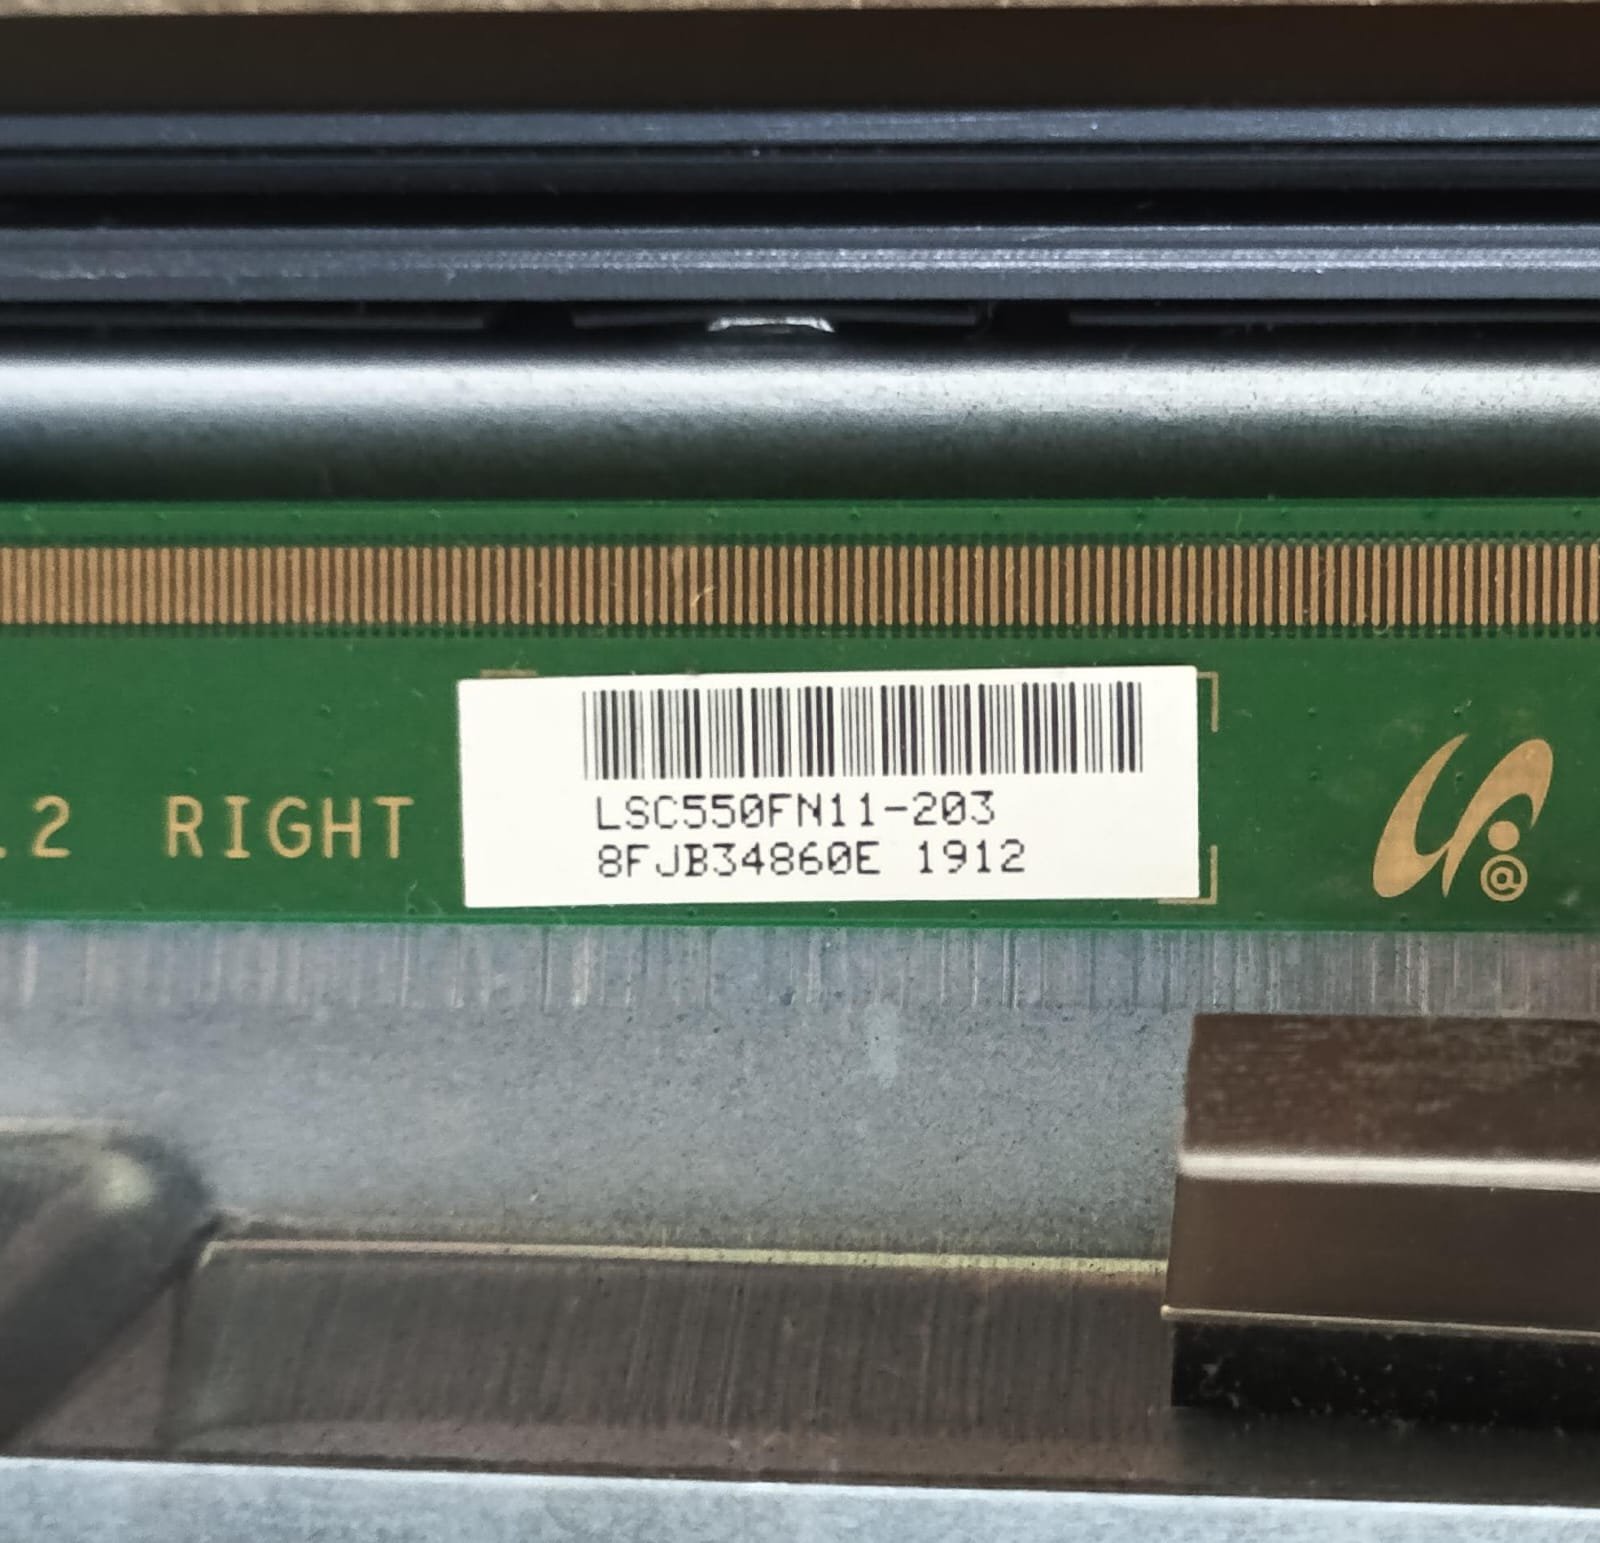 .2 RIGHT
LSC550FN11-203
8FJB34860E 1912
@